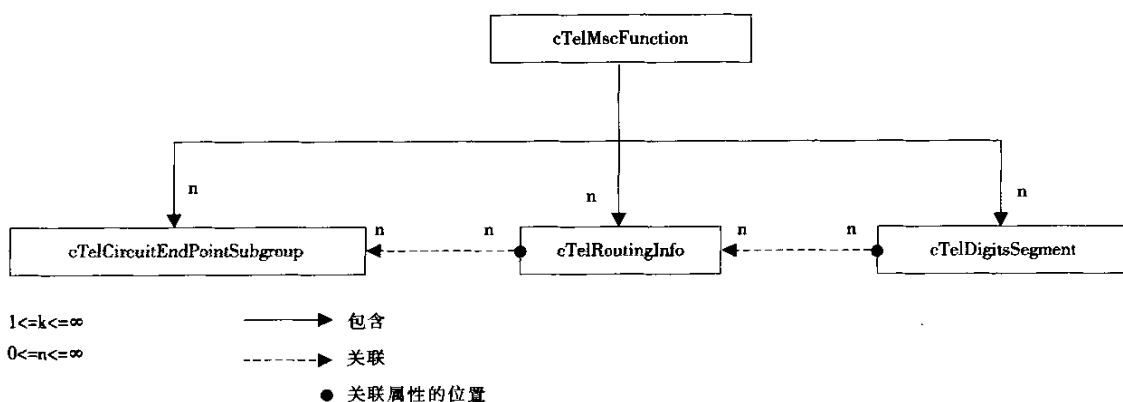 cTelMscFunction
n
n
n
cTelCircuitEndPointSubgroup
n
n
cTelRoutingInfo
n
n
cTelDigitsSegment
1<=k<=∞
包含
0<=n<=∞
关联
关联属性的位置